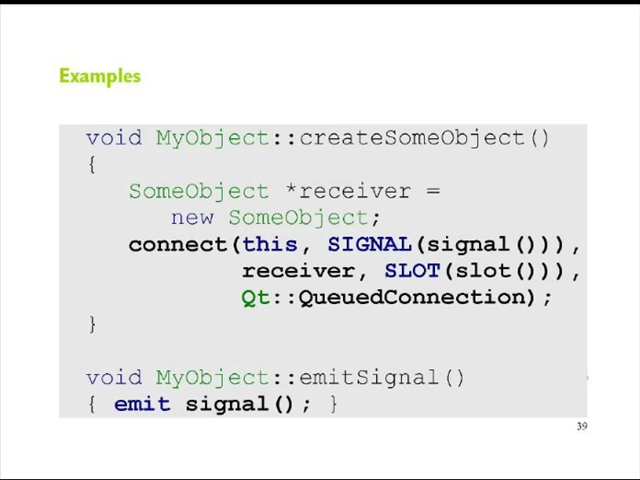 Examples
void MyObject::createSomeObject()
{
SomeObject *receiver =
new SomeObject;
connect(this, SIGNAL(signal())),
receiver, SLOT(slot())),
Qt::QueuedConnection);
}
void MyObject::emitSignal()
{ emit signal(); }
39